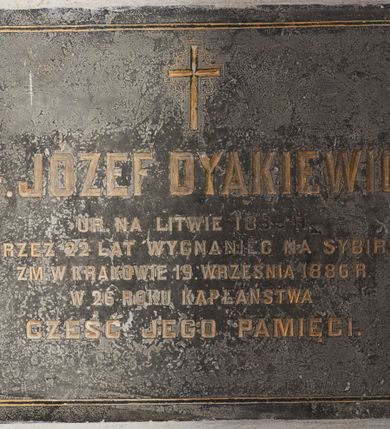 . JÓZEF DYAKIEWI
UR. NA LITWIE R.
RZEZ 22 LAT WYGNANIEC NA SYBIR
ZM W KRAKOWIE 19. WRZEŚNIA 1886 R.
W 26 ROKU KAPŁAŃSTWA
CZEŚĆ JEGO PAMIĘCI.